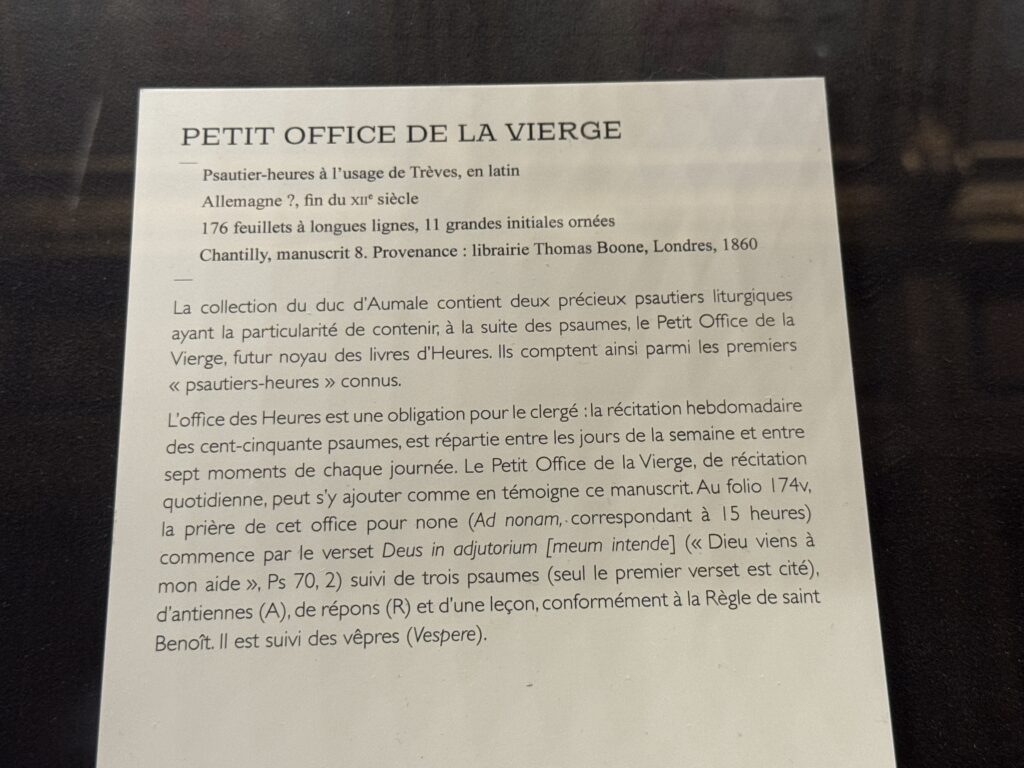 PETIT OFFICE DE LA VIERGE
Psautier-heures à l’usage de Trèves, en latin
Allemagne ?, fin du XIIe siècle
176 feuillets à longues lignes, 11 grandes initiales ornées
Chantilly, manuscrit 8. Provenance : librairie Thomas Boone, Londres, 1860
La collection du duc d’Aumale contient deux précieux psautiers liturgiques
ayant la particularité de contenir, à la suite des psaumes, le Petit Office de la
Vierge, futur noyau des livres d’Heures. Ils comptent ainsi parmi les premiers
« psautiers-heures » connus.
L’office des Heures est une obligation pour le clergé : la récitation hebdomadaire
des cent-cinquante psaumes, est répartie entre les jours de la semaine et entre
sept moments de chaque journée. Le Petit Office de la Vierge, de récitation
quotidienne, peut s’y ajouter comme en témoigne ce manuscrit. Au folio 174v,
la prière de cet office pour none (Ad nonam, correspondant à 15 heures)
commence par le verset Deus in adjutorium [meum intende] (« Dieu viens à
mon aide », Ps 70, 2) suivi de trois psaumes (seul le premier verset est cité),
d’antiennes (A), de répons (R) et d’une leçon, conformément à la Règle de saint
Benoît. Il est suivi des vêpres (Vespere).